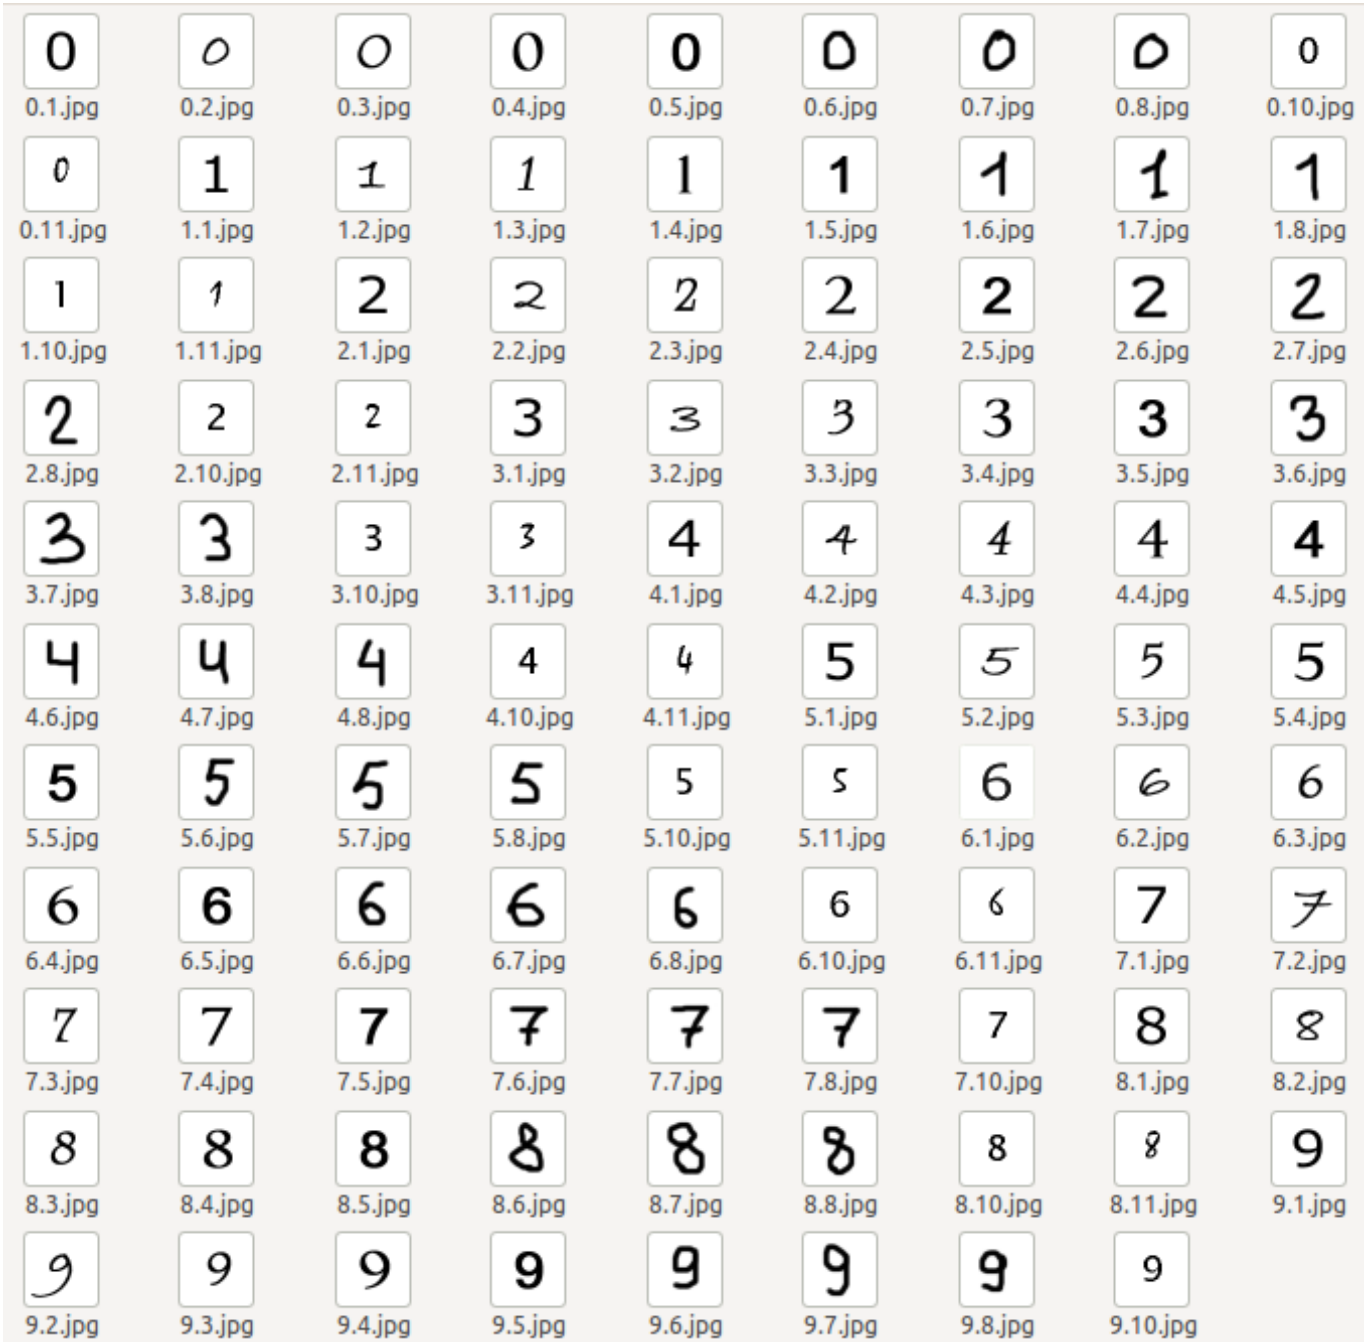 0 0 0 0 0 0 0 0 0
0.1.jpg 0.2.jpg 0.3.jpg 0.4.jpg 0.5.jpg 0.6.jpg 0.7.jpg 0.8.jpg 0.10.jpg
0 1 1 1 1 1 1 1 1
0.11.jpg 1.1.jpg 1.2.jpg 1.3.jpg 1.4.jpg 1.5.jpg 1.6.jpg 1.7.jpg 1.8.jpg
1 1 2 2 2 2 2 2 2
1.10.jpg 1.11.jpg 2.1.jpg 2.2.jpg 2.3.jpg 2.4.jpg 2.5.jpg 2.6.jpg 2.7.jpg
2 2 2 3 3 3 3 3 3
2.8.jpg 2.10.jpg 2.11.jpg 3.1.jpg 3.2.jpg 3.3.jpg 3.4.jpg 3.5.jpg 3.6.jpg
3 3 3 3 4 4 4 4 4
3.7.jpg 3.8.jpg 3.10.jpg 3.11.jpg 4.1.jpg 4.2.jpg 4.3.jpg 4.4.jpg 4.5.jpg
4 4 4 4 4 5 5 5 5
4.6.jpg 4.7.jpg 4.8.jpg 4.10.jpg 4.11.jpg 5.1.jpg 5.2.jpg 5.3.jpg 5.4.jpg
5 5 5 5 5 5 6 6 6
5.5.jpg 5.6.jpg 5.7.jpg 5.8.jpg 5.10.jpg 5.11.jpg 6.1.jpg 6.2.jpg 6.3.jpg
6 6 6 6 6 6 6 7 7
6.4.jpg 6.5.jpg 6.6.jpg 6.7.jpg 6.8.jpg 6.10.jpg 6.11.jpg 7.1.jpg 7.2.jpg
7 7 7 7 7 7 7 8 8
7.3.jpg 7.4.jpg 7.5.jpg 7.6.jpg 7.7.jpg 7.8.jpg 7.10.jpg 8.1.jpg 8.2.jpg
8 8 8 8 8 8 8 8 9
8.3.jpg 8.4.jpg 8.5.jpg 8.6.jpg 8.7.jpg 8.8.jpg 8.10.jpg 8.11.jpg 9.1.jpg
9 9 9 9 9 9 9 9
9.2.jpg 9.3.jpg 9.4.jpg 9.5.jpg 9.6.jpg 9.7.jpg 9.8.jpg 9.10.jpg